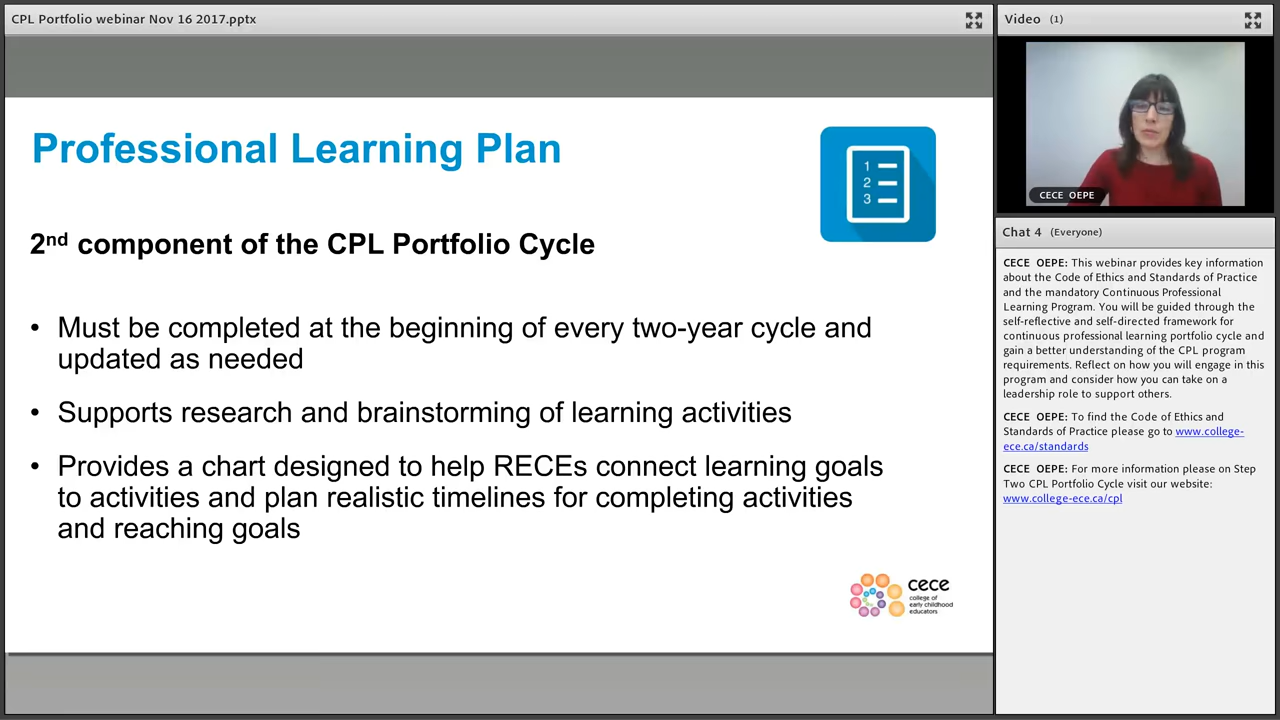 CPL Portfolio webinar Nov 16 2017.pptx
Professional Learning Plan
1
2
3
2nd component of the CPL Portfolio Cycle
• Must be completed at the beginning of every two-year cycle and
updated as needed
• Supports research and brainstorming of learning activities
• Provides a chart designed to help RECEs connect learning goals
to activities and plan realistic timelines for completing activities
and reaching goals
cece
college of
early childhood
educators
Video (1)
CECE OEPE
Chat 4 (Everyone)
CECE OEPE: This webinar provides key information
about the Code of Ethics and Standards of Practice
and the mandatory Continuous Professional
Learning Program. You will be guided through the
self-reflective and self-directed framework for
continuous professional learning portfolio cycle and
gain a better understanding of the CPL program
requirements. Reflect on how you will engage in this
program and consider how you can take on a
leadership role to support others.
CECE OEPE: To find the Code of Ethics and
Standards of Practice please go to www.college-
ece.ca/standards
CECE OEPE: For more information please on Step
Two CPL Portfolio Cycle visit our website:
www.college-ece.ca/cpl